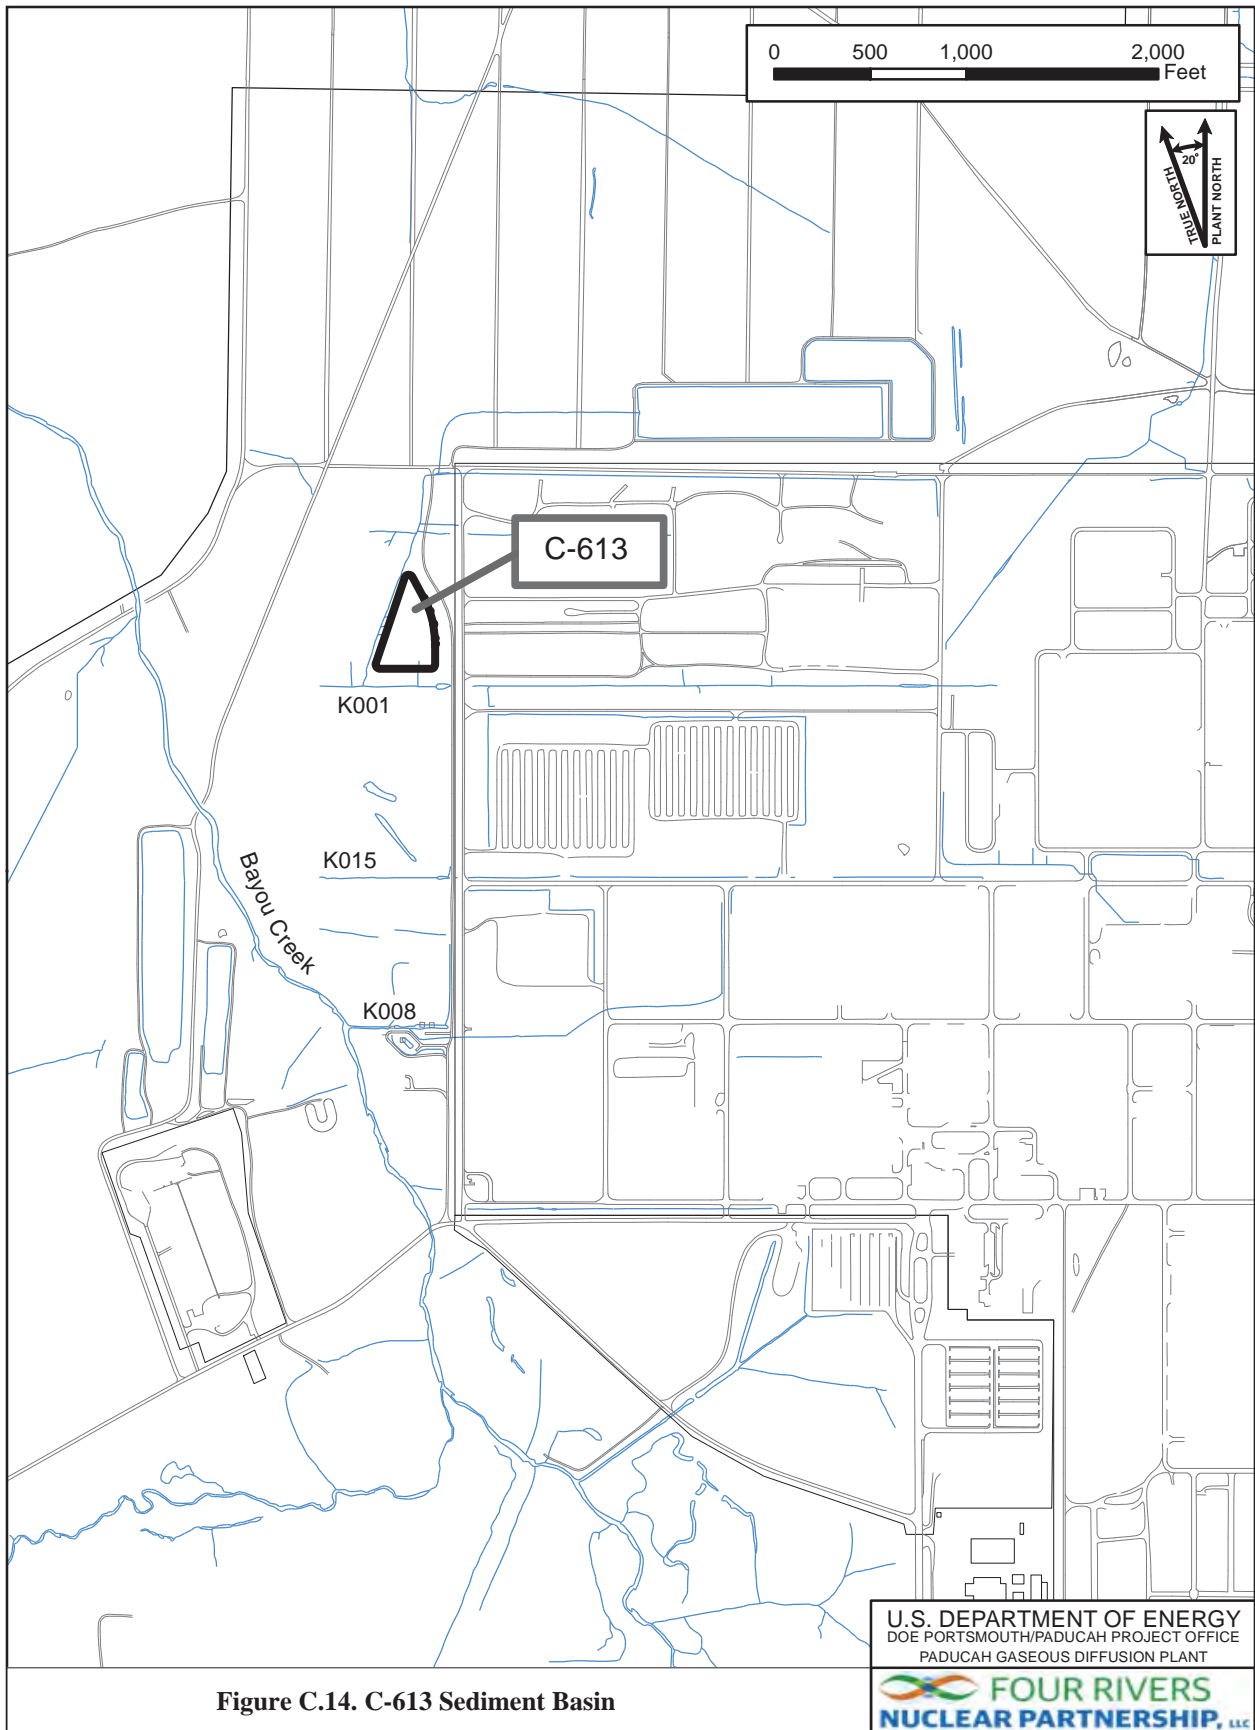 0 500 1,000 2,000
Feet
20°
TRUE NORTH
PLANT NORTH
C-613
K001
K015
Bayou Creek
K008
U.S. DEPARTMENT OF ENERGY
DOE PORTSMOUTH/PADUCAH PROJECT OFFICE
PADUCAH GASEOUS DIFFUSION PLANT
FOUR RIVERS
NUCLEAR PARTNERSHIP, LLC
Figure C.14. C-613 Sediment Basin